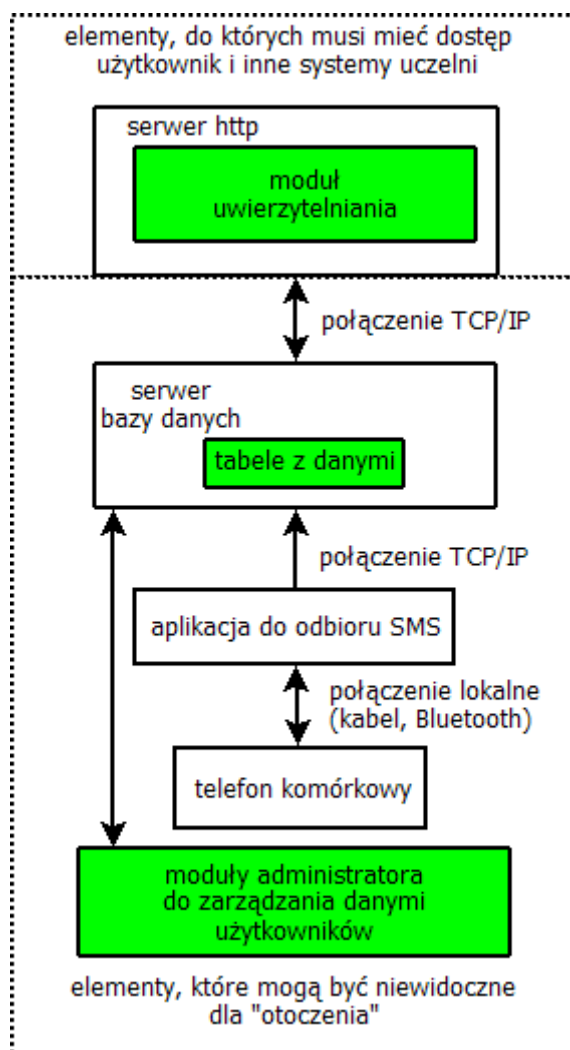 elementy, do których musi mieć dostęp
użytkownik i inne systemy uczelni
serwer http
moduł
uwierzytelniania
połączenie TCP/IP
serwer
bazy danych
tabele z danymi
połączenie TCP/IP
aplikacja do odbioru SMS
połączenie lokalne
(kabel, Bluetooth)
telefon komórkowy
moduły administratora
do zarządzania danymi
użytkowników
elementy, które mogą być niewidoczne
dla "otoczenia"